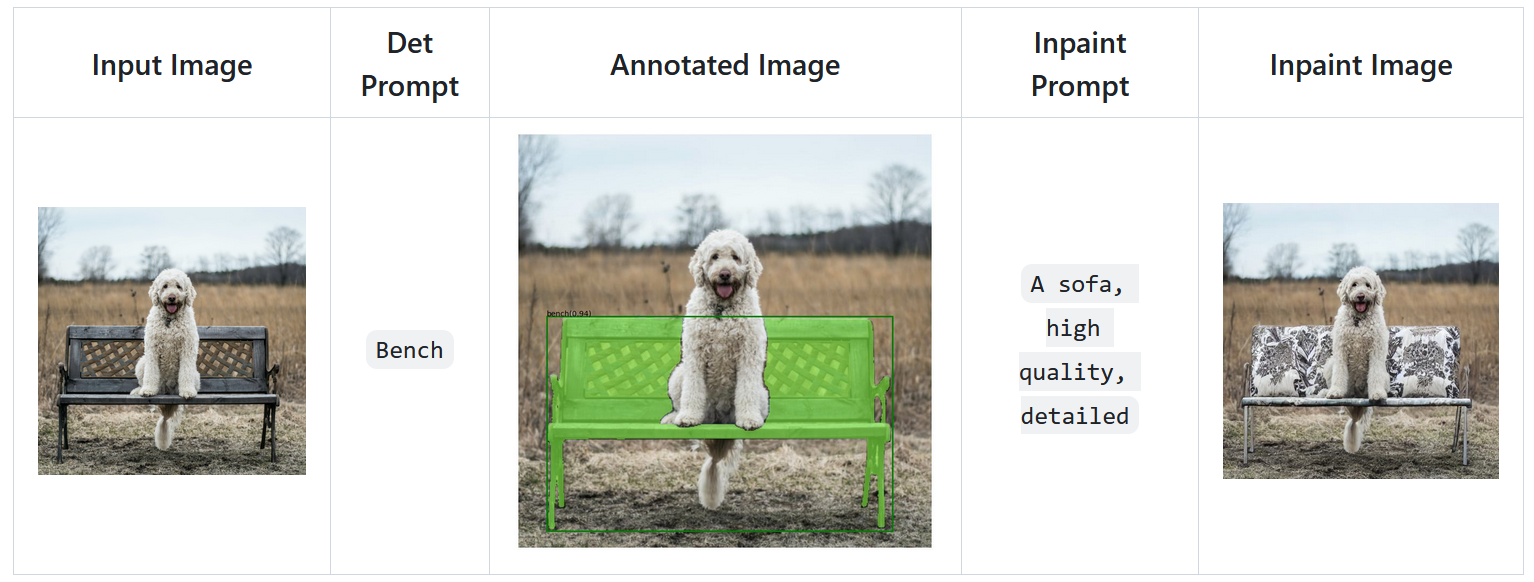 Input Image
Det
Prompt
Annotated Image
Inpaint
Prompt
Inpaint Image
Bench
bench(0.94)
A sofa,
high
quality,
detailed